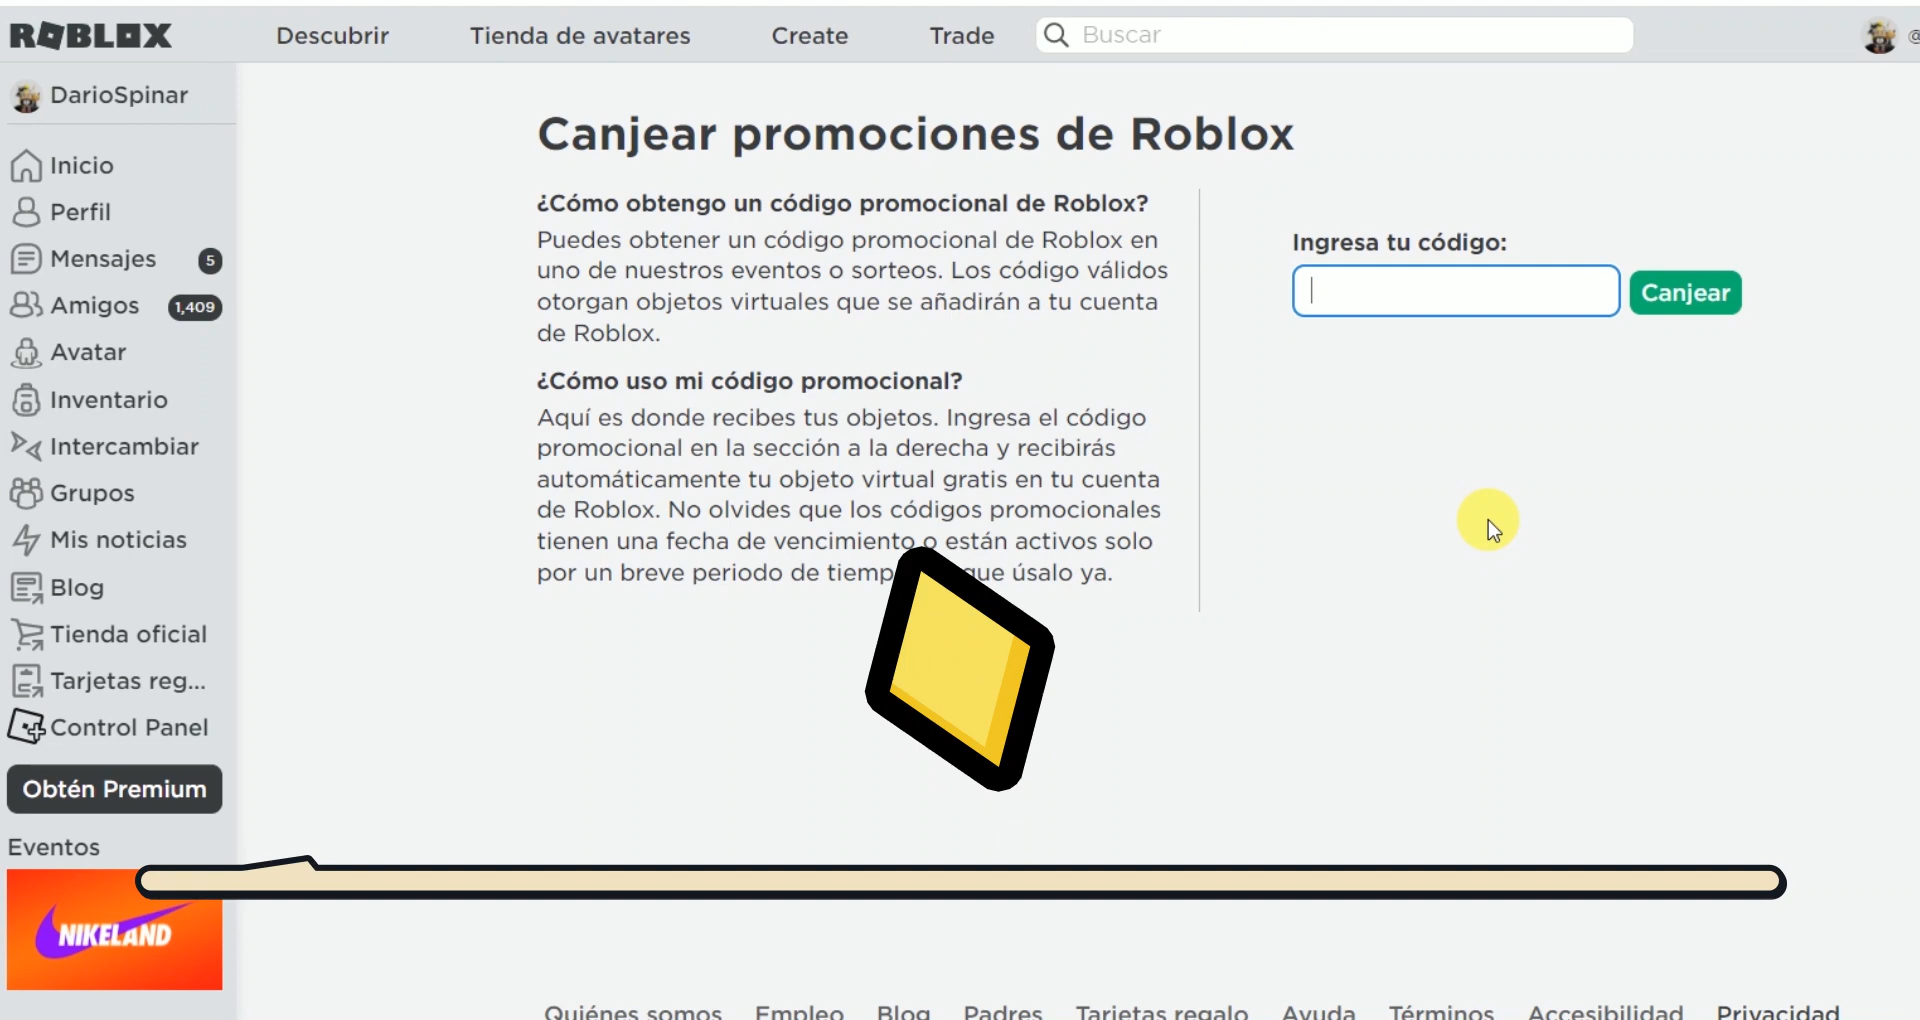 ROBLOX Descubrir Tienda de avatares Create Trade Buscar @
DarioSpinar
Inicio
Perfil
Mensajes 5
Amigos 1,409
Avatar
Inventario
Intercambiar
Grupos
Mis noticias
Blog
Tienda oficial
Tarjetas reg...
Control Panel
Obtén Premium
Eventos
NIKELAND
Canjear promociones de Roblox
¿Cómo obtengo un código promocional de Roblox?
Puedes obtener un código promocional de Roblox en
uno de nuestros eventos o sorteos. Los código válidos
otorgan objetos virtuales que se añadirán a tu cuenta
de Roblox.
¿Cómo uso mi código promocional?
Aquí es donde recibes tus objetos. Ingresa el código
promocional en la sección a la derecha y recibirás
automáticamente tu objeto virtual gratis en tu cuenta
de Roblox. No olvides que los códigos promocionales
tienen una fecha de vencimiento o están activos solo
por un breve periodo de úsalo ya.
Ingresa tu código:
Canjear
Quiénes somos Empleo Blog Padres Tarjetas regalo Ayuda Términos Accesibilidad Privacidad